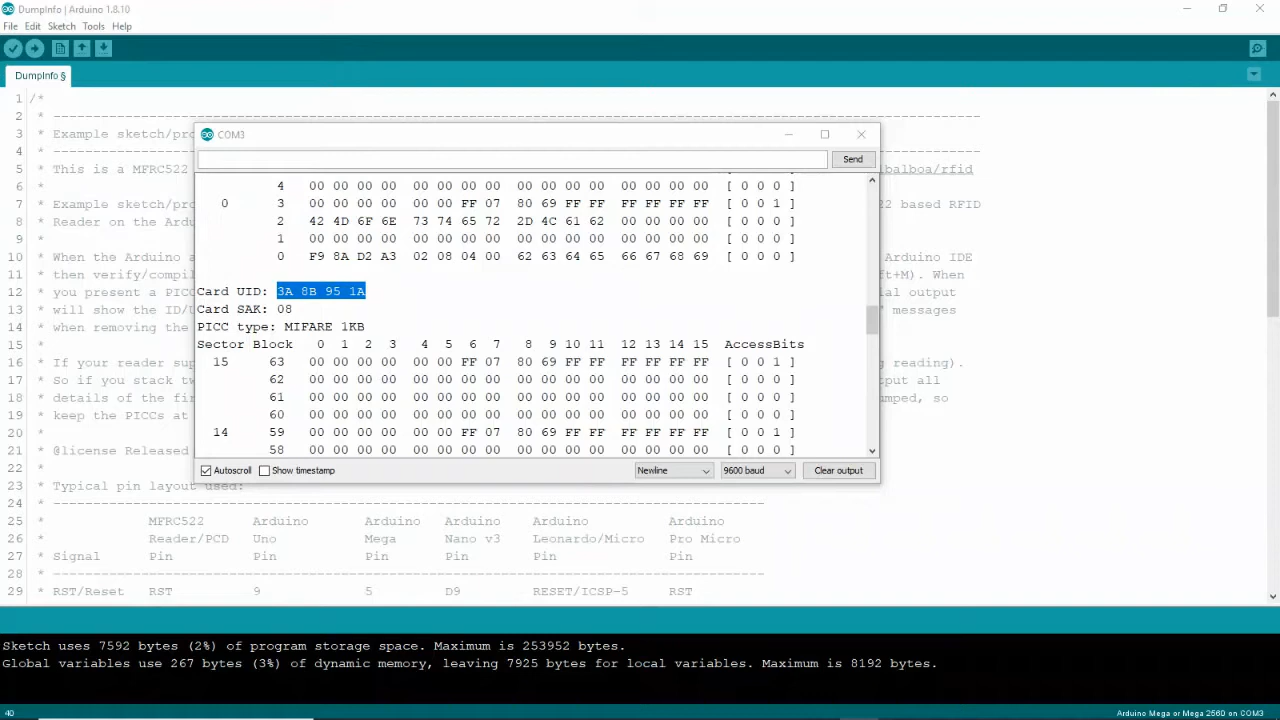 DumpInfo | Arduino 1.8.10
File Edit Sketch Tools Help
DumpInfo §
1 /*
2 * --------------------------------------------------------------------------------------------------------------------
3 * Example sketch/pro
4 * --------------------------------------------------------------------------------------------------------------------
5 * This is a MFRC522 balboa/rfid
6 *
7 * Example sketch/pro 22 based RFID
8 * Reader on the Ardu
9 *
10 * When the Arduino a Arduino IDE
11 * then verify/compil ft+M). When
12 * you present a PICC ial output
13 * will show the ID/U " messages
14 * when removing the
15 *
16 * If your reader sup g reading).
17 * So if you stack tw tput all
18 * details of the fir umped, so
19 * keep the PICCs at
20 *
21 * @license Released
22 *
23 * Typical pin layout used:
24 * -----------------------------------------------------------------------------------------
25 * MFRC522 Arduino Arduino Arduino Arduino Arduino
26 * Reader/PCD Uno Mega Nano v3 Leonardo/Micro Pro Micro
27 * Signal Pin Pin Pin Pin Pin Pin
28 * -----------------------------------------------------------------------------------------
29 * RST/Reset RST 9 5 D9 RESET/ICSP-5 RST
COM3
Send
4 00 00 00 00 00 00 00 00 00 00 00 00 00 00 00 00 [ 0 0 0 ]
0 3 00 00 00 00 00 00 FF 07 80 69 FF FF FF FF FF FF [ 0 0 1 ]
2 42 4D 6F 6E 73 74 65 72 2D 4C 61 62 00 00 00 00 [ 0 0 0 ]
1 00 00 00 00 00 00 00 00 00 00 00 00 00 00 00 00 [ 0 0 0 ]
0 F9 8A D2 A3 02 08 04 00 62 63 64 65 66 67 68 69 [ 0 0 0 ]
Card UID: 3A 8B 95 1A
Card SAK: 08
PICC type: MIFARE 1KB
Sector Block 0 1 2 3 4 5 6 7 8 9 10 11 12 13 14 15 AccessBits
15 63 00 00 00 00 00 00 FF 07 80 69 FF FF FF FF FF FF [ 0 0 1 ]
62 00 00 00 00 00 00 00 00 00 00 00 00 00 00 00 00 [ 0 0 0 ]
61 00 00 00 00 00 00 00 00 00 00 00 00 00 00 00 00 [ 0 0 0 ]
60 00 00 00 00 00 00 00 00 00 00 00 00 00 00 00 00 [ 0 0 0 ]
14 59 00 00 00 00 00 00 FF 07 80 69 FF FF FF FF FF FF [ 0 0 1 ]
58 00 00 00 00 00 00 00 00 00 00 00 00 00 00 00 00 [ 0 0 0 ]
Autoscroll Show timestamp Newline 9600 baud Clear output
Sketch uses 7592 bytes (2%) of program storage space. Maximum is 253952 bytes.
Global variables use 267 bytes (3%) of dynamic memory, leaving 7925 bytes for local variables. Maximum is 8192 bytes.
40 Arduino Mega or Mega 2560 on COM3